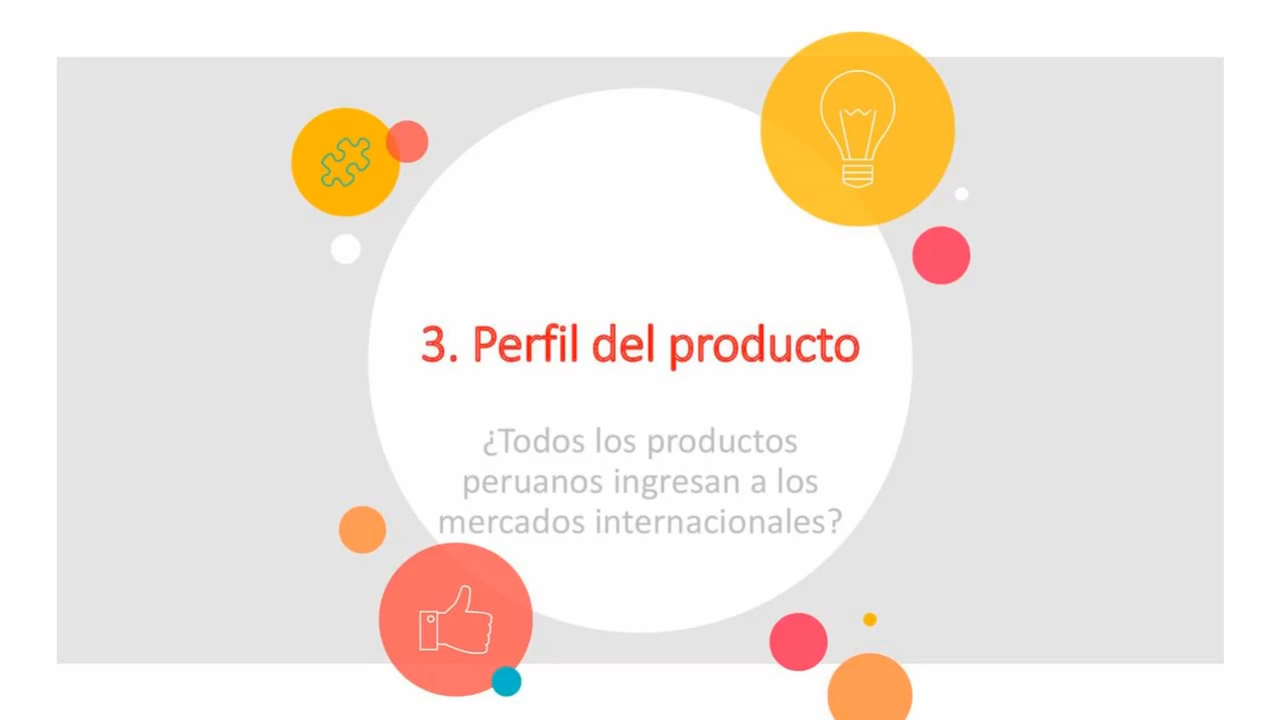 3. Perfil del producto
¿Todos los productos
peruanos ingresan a los
mercados internacionales?